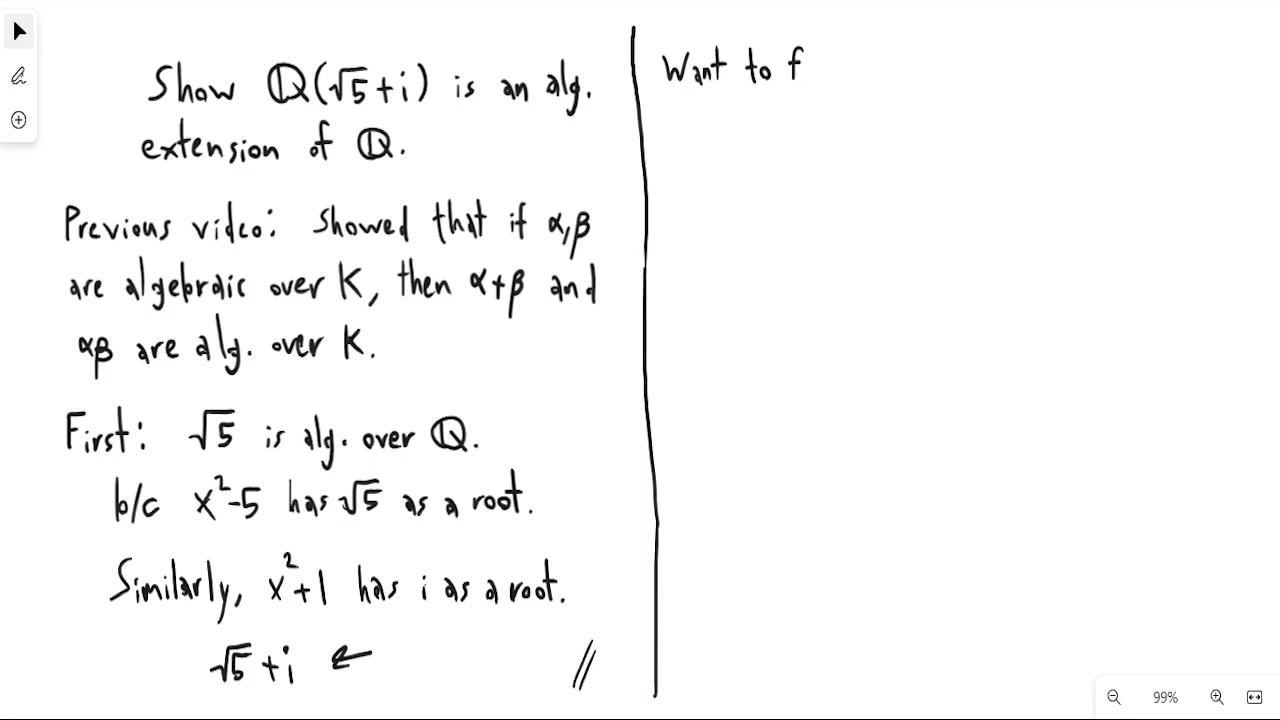 Show ℚ(√5+i) is an alg.
extension of ℚ.
Previous video: Showed that if α,β
are algebraic over K, then α+β and
αβ are alg. over K.
First: √5 is alg. over ℚ.
b/c x²-5 has √5 as a root.
Similarly, x²+1 has i as a root.
√5+i ←
//
Want to f
99%